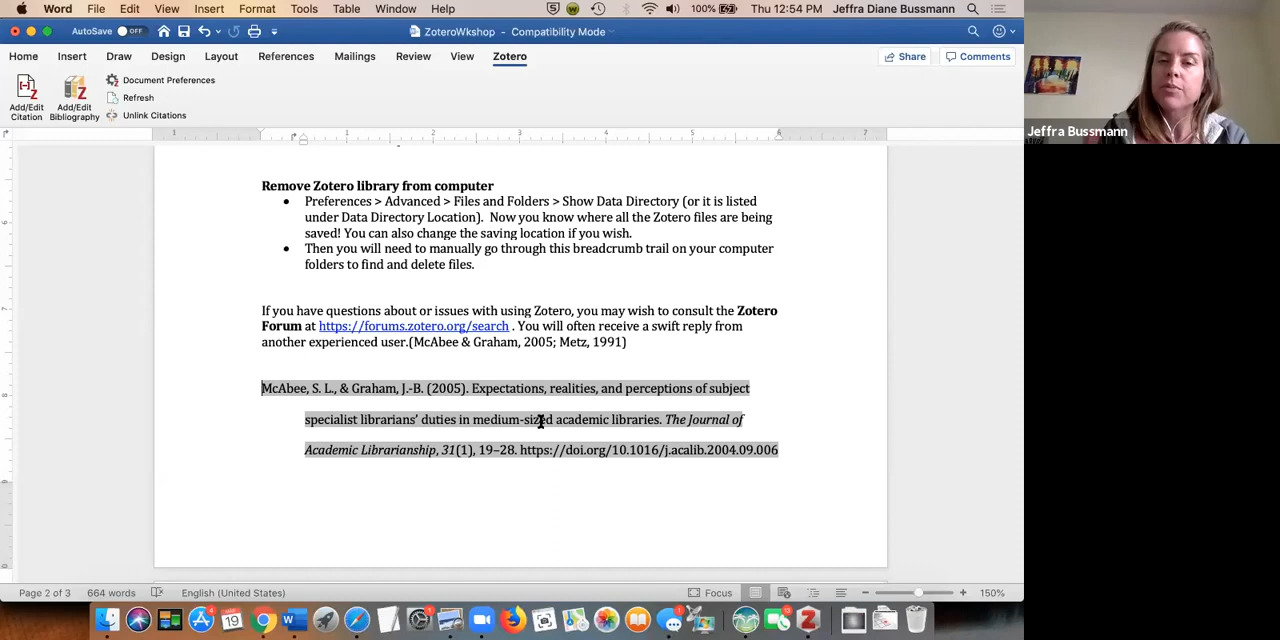 Word File Edit View Insert Format Tools Table Window Help 100% Thu 12:54 PM Jeffra Diane Bussmann
AutoSave OFF ZoteroWkshop - Compatibility Mode
Home Insert Draw Design Layout References Mailings Review View Zotero Share Comments
Add/Edit Citation
Add/Edit Bibliography
Document Preferences
Refresh
Unlink Citations
Jeffra Bussmann
1 1 2 3 4 5 6 7
Remove Zotero library from computer
• Preferences > Advanced > Files and Folders > Show Data Directory (or it is listed
under Data Directory Location). Now you know where all the Zotero files are being
saved! You can also change the saving location if you wish.
• Then you will need to manually go through this breadcrumb trail on your computer
folders to find and delete files.
If you have questions about or issues with using Zotero, you may wish to consult the Zotero
Forum at https://forums.zotero.org/search . You will often receive a swift reply from
another experienced user.(McAbee & Graham, 2005; Metz, 1991)
McAbee, S. L., & Graham, J.-B. (2005). Expectations, realities, and perceptions of subject
specialist librarians’ duties in medium-sized academic libraries. The Journal of
Academic Librarianship, 31(1), 19–28. https://doi.org/10.1016/j.acalib.2004.09.006
Page 2 of 3 664 words English (United States) Focus 150%